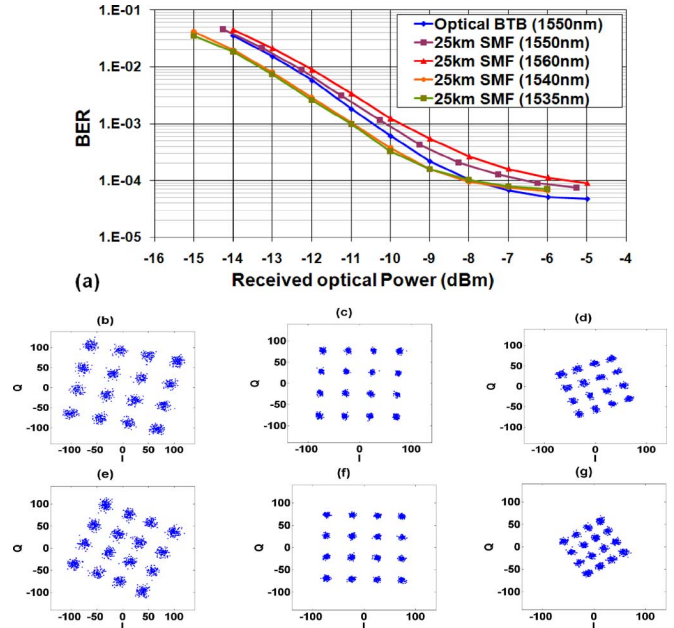 1.E-01
1.E-02
1.E-03
1.E-04
1.E-05
BER
Optical BTB (1550nm)
25km SMF (1550nm)
25km SMF (1560nm)
25km SMF (1540nm)
25km SMF (1535nm)
-16 -15 -14 -13 -12 -11 -10 -9 -8 -7 -6 -5 -4
(a) Received optical Power (dBm)
(b)
100
50
0
-50
-100
Q
-100 -50 0 50 100
I
(c)
100
50
0
-50
-100
Q
-100 0 100
I
(d)
100
50
0
-50
-100
Q
-100 0 100
I
(e)
100
50
0
-50
-100
Q
-100 -50 0 50 100
I
(f)
100
50
0
-50
-100
Q
-100 0 100
I
(g)
100
50
0
-50
-100
Q
-100 0 100
I